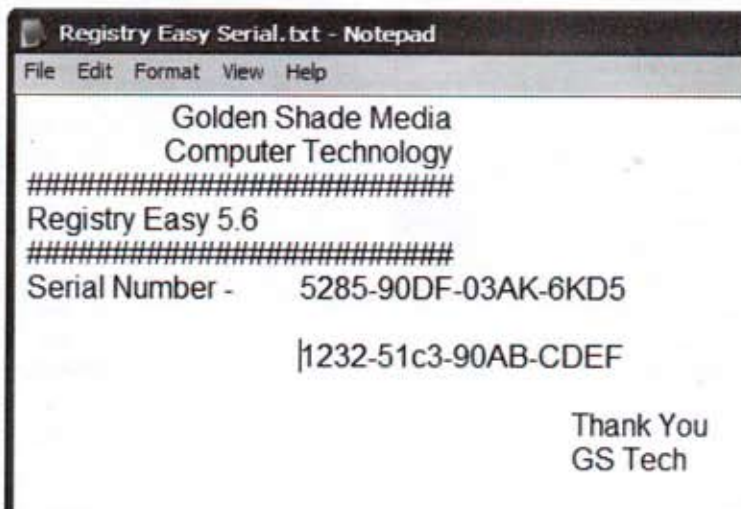 Registry Easy Serial.txt - Notepad
File Edit Format View Help
Golden Shade Media
Computer Technology
############################
Registry Easy 5.6
############################
Serial Number - 5285-90DF-03AK-6KD5
1232-51c3-90AB-CDEF
Thank You
GS Tech